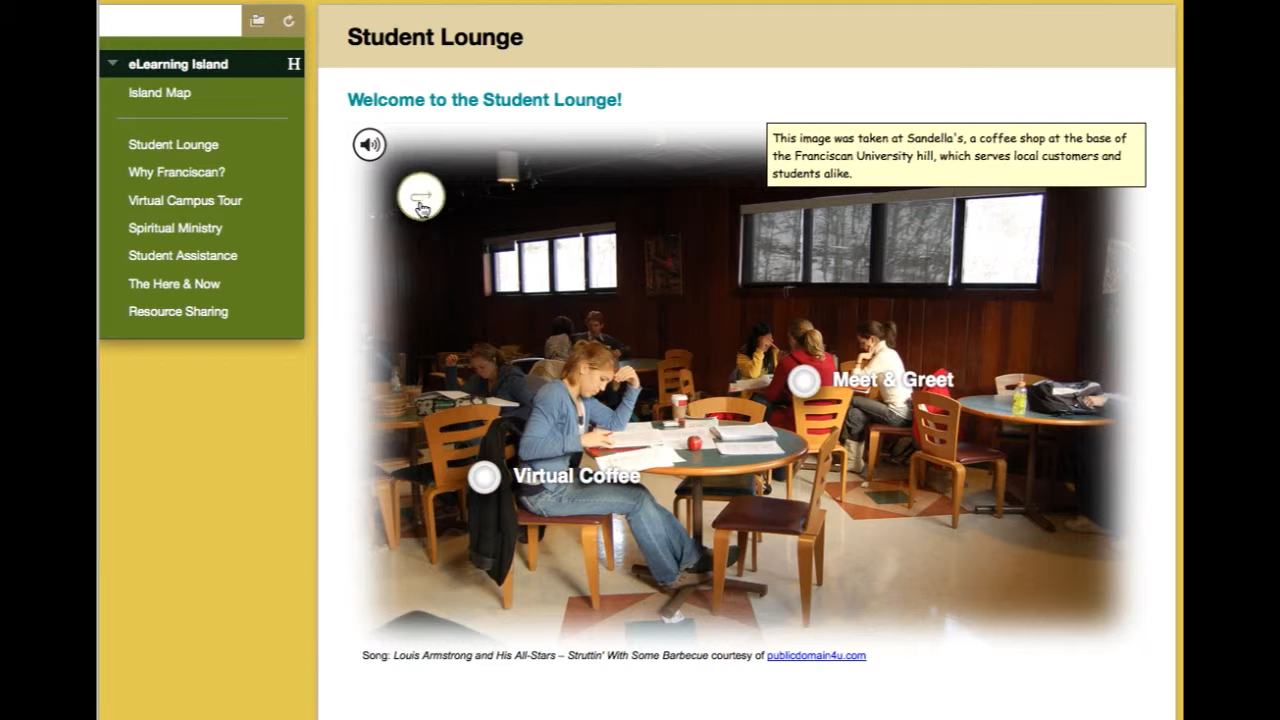 Student Lounge
eLearning Island H
Island Map
Student Lounge
Why Franciscan?
Virtual Campus Tour
Spiritual Ministry
Student Assistance
The Here & Now
Resource Sharing
Welcome to the Student Lounge!
This image was taken at Sandella's, a coffee shop at the base of
the Franciscan University hill, which serves local customers and
students alike.
Meet & Greet
Virtual Coffee
Song: Louis Armstrong and His All-Stars – Struttin' With Some Barbecue courtesy of publicdomain4u.com